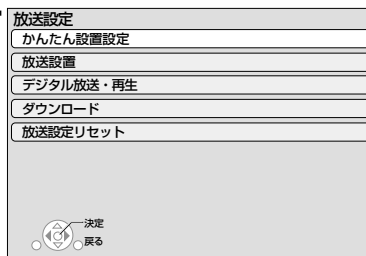 放送設定
かんたん設置設定
放送設置
デジタル放送・再生
ダウンロード
放送設定リセット
決定
戻る